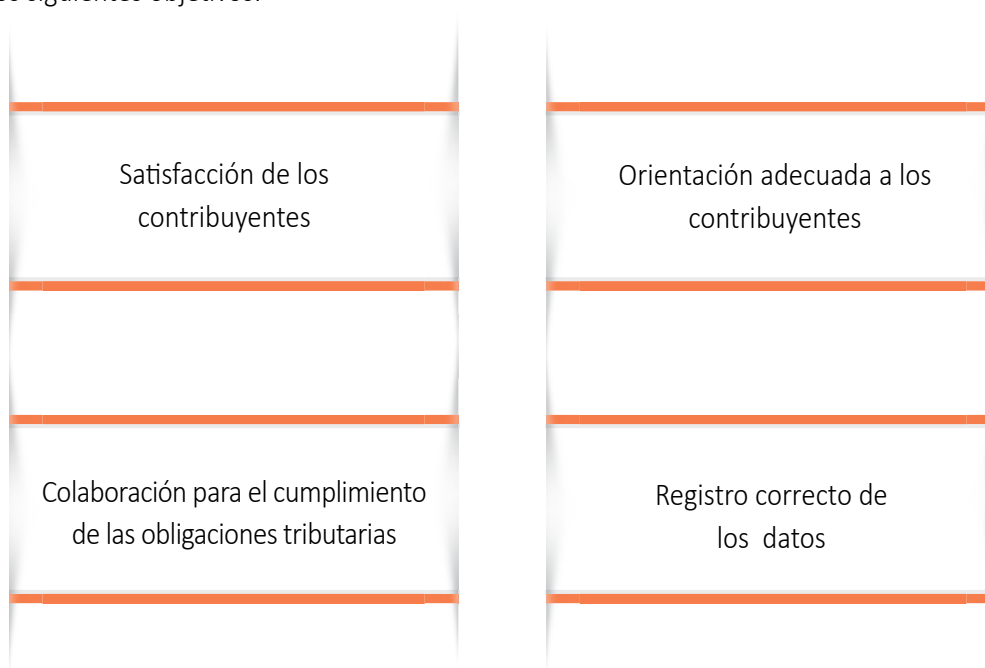 siguientes
Satisfacción de los
contribuyentes
Orientación adecuada a los
contribuyentes
Colaboración para el cumplimiento
de las obligaciones tributarias
Registro correcto de
los datos